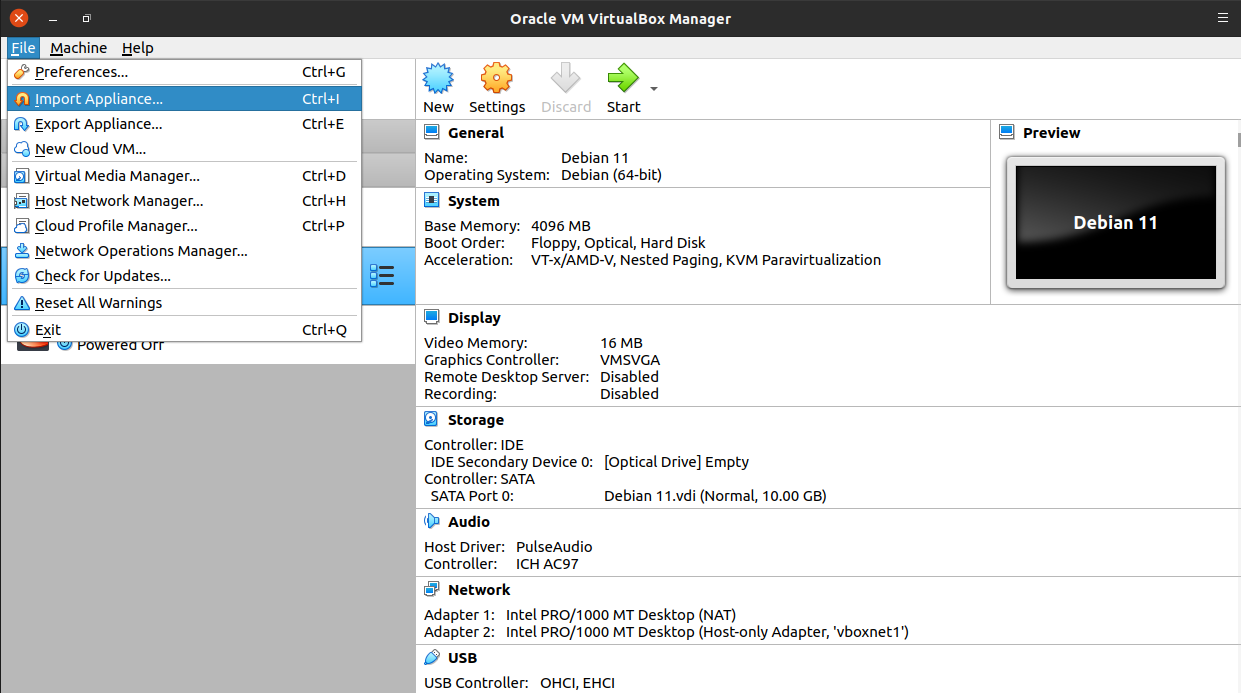 Oracle VM VirtualBox Manager
File Machine Help
Preferences... Ctrl+G
Import Appliance... Ctrl+I
Export Appliance... Ctrl+E
New Cloud VM...
Virtual Media Manager... Ctrl+D
Host Network Manager... Ctrl+H
Cloud Profile Manager... Ctrl+P
Network Operations Manager...
Check for Updates...
Reset All Warnings
Exit Ctrl+Q
Powered Off
New Settings Discard Start
General
Name: Debian 11
Operating System: Debian (64-bit)
System
Base Memory: 4096 MB
Boot Order: Floppy, Optical, Hard Disk
Acceleration: VT-x/AMD-V, Nested Paging, KVM Paravirtualization
Preview
Debian 11
Display
Video Memory: 16 MB
Graphics Controller: VMSVGA
Remote Desktop Server: Disabled
Recording: Disabled
Storage
Controller: IDE
IDE Secondary Device 0: [Optical Drive] Empty
Controller: SATA
SATA Port 0: Debian 11.vdi (Normal, 10.00 GB)
Audio
Host Driver: PulseAudio
Controller: ICH AC97
Network
Adapter 1: Intel PRO/1000 MT Desktop (NAT)
Adapter 2: Intel PRO/1000 MT Desktop (Host-only Adapter, 'vboxnet1')
USB
USB Controller: OHCI, EHCI